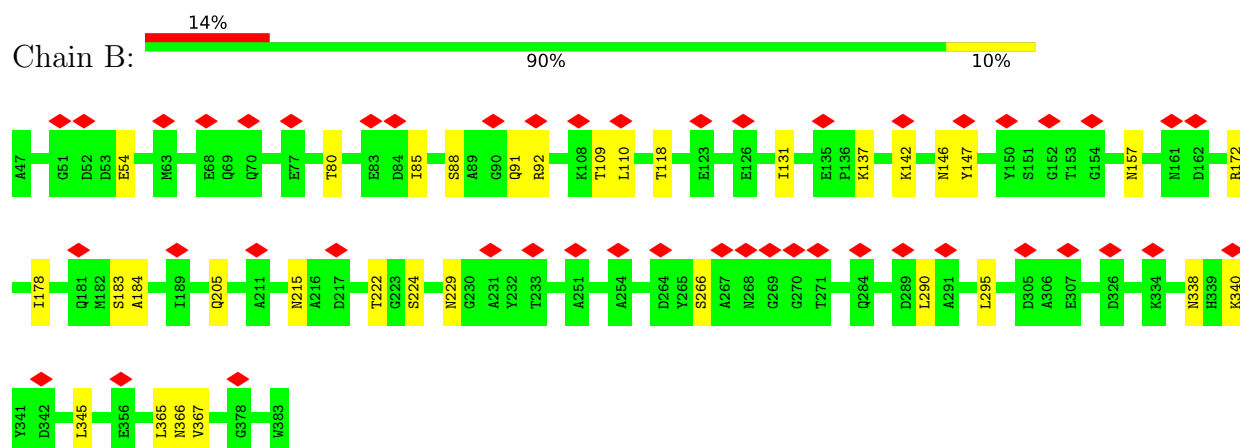 14%
Chain B:
90% 10%
A47 G51 D52 D53 E54 M63 E68 Q69 Q70 E77 T80 E83 D84 I85 S88 A89 G90 Q91 R92 K108 T109 L110 T118 E123 E126 I131 E135 P136 K137 K142 N146 Y147 Y150 S151 G152 T153 G154 N157 N161 D162 R172
I178 Q181 M182 S183 A184 I189 Q205 A211 N215 A216 D217 T222 G223 S224 N229 G230 A231 Y232 T233 A251 A254 D264 Y265 S266 A267 N268 G269 G270 T271 Q284 D289 L290 A291 L295 D305 A306 E307 D326 K334 N338 H339 K340
Y341 D342 L345 E356 L365 N366 V367 G378 W383